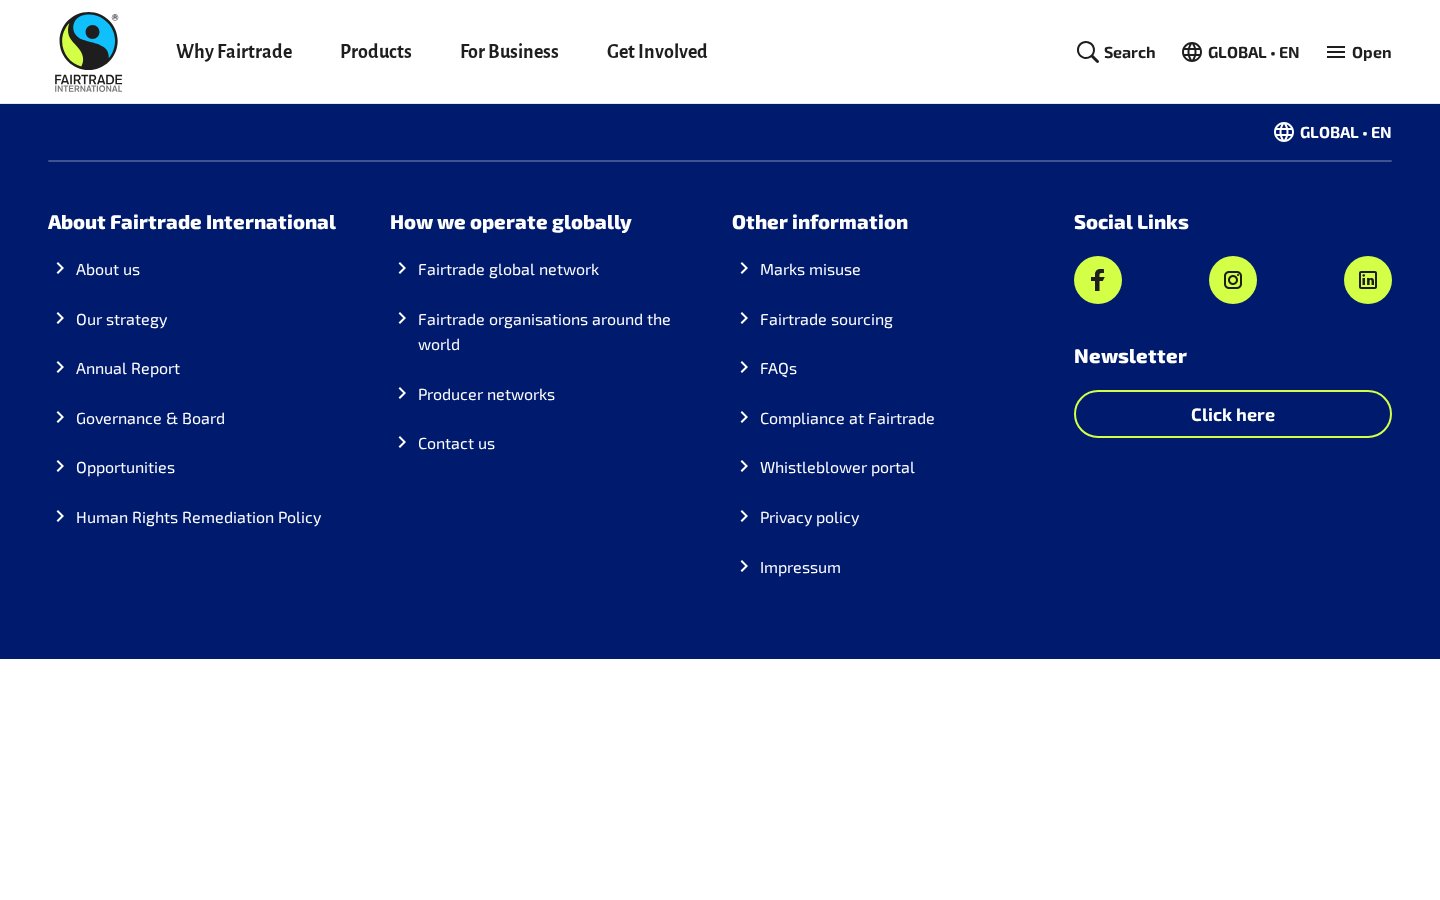 FAIRTRADE
INTERNATIONAL
®
Why Fairtrade
Products
For Business
Get Involved
Search
GLOBAL • EN
Open
GLOBAL • EN
About Fairtrade International
About us
Our strategy
Annual Report
Governance & Board
Opportunities
Human Rights Remediation Policy
How we operate globally
Fairtrade global network
Fairtrade organisations around the
world
Producer networks
Contact us
Other information
Marks misuse
Fairtrade sourcing
FAQs
Compliance at Fairtrade
Whistleblower portal
Privacy policy
Impressum
Social Links
Newsletter
Click here